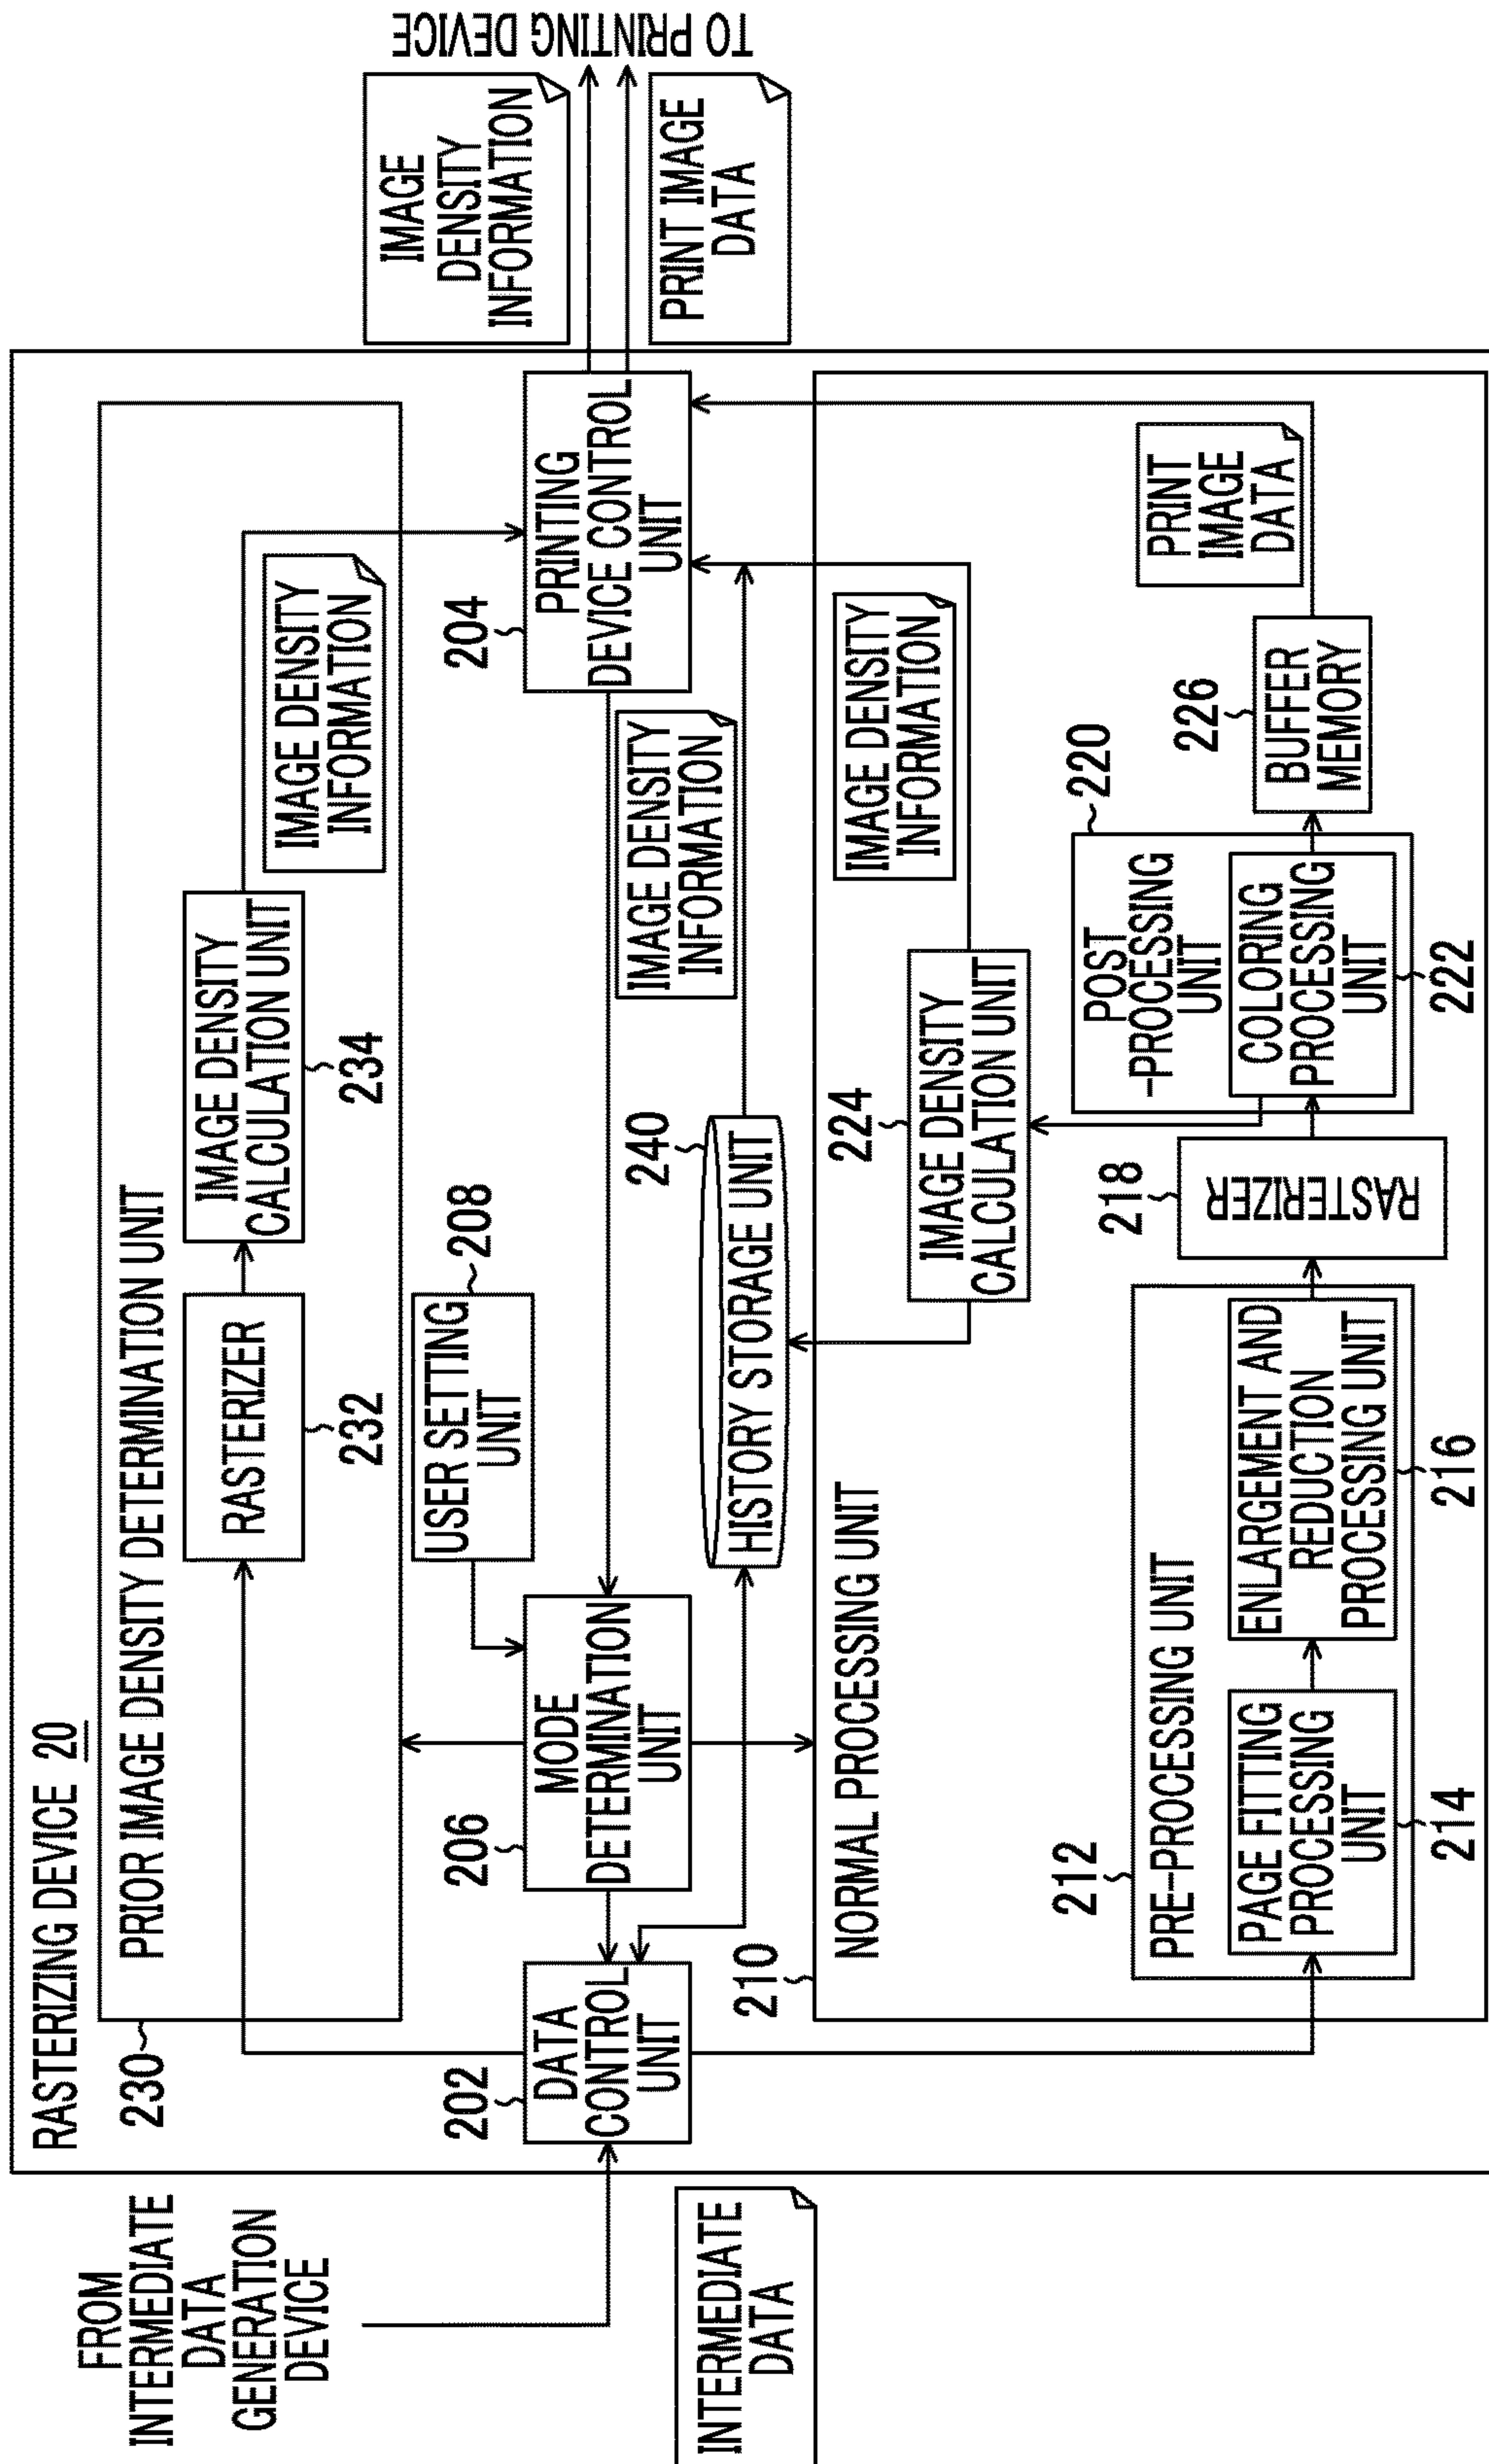 FROM
INTERMEDIATE
DATA
GENERATION
DEVICE
INTERMEDIATE
DATA
RASTERIZING DEVICE 20
230
PRIOR IMAGE DENSITY DETERMINATION UNIT
RASTERIZER
232
IMAGE DENSITY
CALCULATION UNIT
234
IMAGE DENSITY
INFORMATION
202
DATA
CONTROL
UNIT
206
MODE
DETERMINATION
UNIT
USER SETTING
UNIT
208
204
PRINTING
DEVICE CONTROL
UNIT
IMAGE DENSITY
INFORMATION
240
HISTORY STORAGE UNIT
210
NORMAL PROCESSING UNIT
224
IMAGE DENSITY
CALCULATION UNIT
IMAGE DENSITY
INFORMATION
212
PRE-PROCESSING UNIT
PAGE FITTING
PROCESSING
UNIT
214
ENLARGEMENT AND
REDUCTION
PROCESSING UNIT
216
218
RASTERIZER
220
POST
-PROCESSING
UNIT
COLORING
PROCESSING
UNIT
222
226
BUFFER
MEMORY
PRINT
IMAGE
DATA
IMAGE
DENSITY
INFORMATION
PRINT IMAGE
DATA
TO PRINTING DEVICE